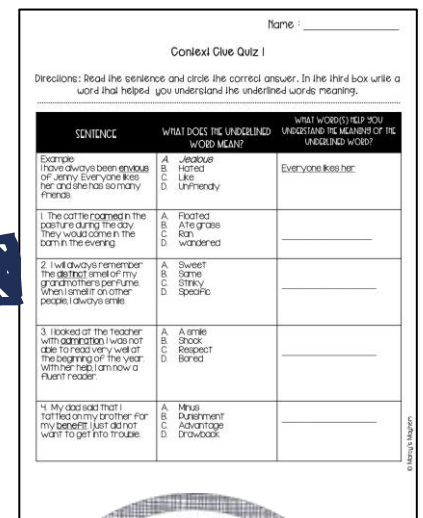 Name :
Context Clue Quiz 1
Directions: Read the sentence and circle the correct answer. In the third box write a
word that helped you understand the underlined words meaning.
SENTENCE
WHAT DOES THE UNDERLINED
WORD MEAN?
WHAT WORD(S) HELP YOU
UNDERSTAND THE MEANING OF THE
UNDERLINED WORD?
Example
I have always been envious
of Jenny. Everyone likes
her and she has so many
friends.
A. Jealous
B. Hated
C. Like
D. Unfriendly
Everyone likes her
1. The cattle roamed in the
pasture during the day.
They would come in the
barn in the evening.
A. Floated
B. Ate grass
C. Ran
D. wandered
2. I will always remember
the distinct smell of my
grandmothers perfume.
When I smell it on other
people, I always smile.
A. Sweet
B. Same
C. Stinky
D. Specific
3. I looked at the teacher
with admiration. I was not
able to read very well at
the beginning of the year.
With her help, I am now a
fluent reader.
A. A smile
B. Shock
C. Respect
D. Bored
4. My dad said that I
tattled on my brother for
my benefit. I just did not
want to get into trouble.
A. Minus
B. Punishment
C. Advantage
D. Drawback
© Marcy's Mayhem